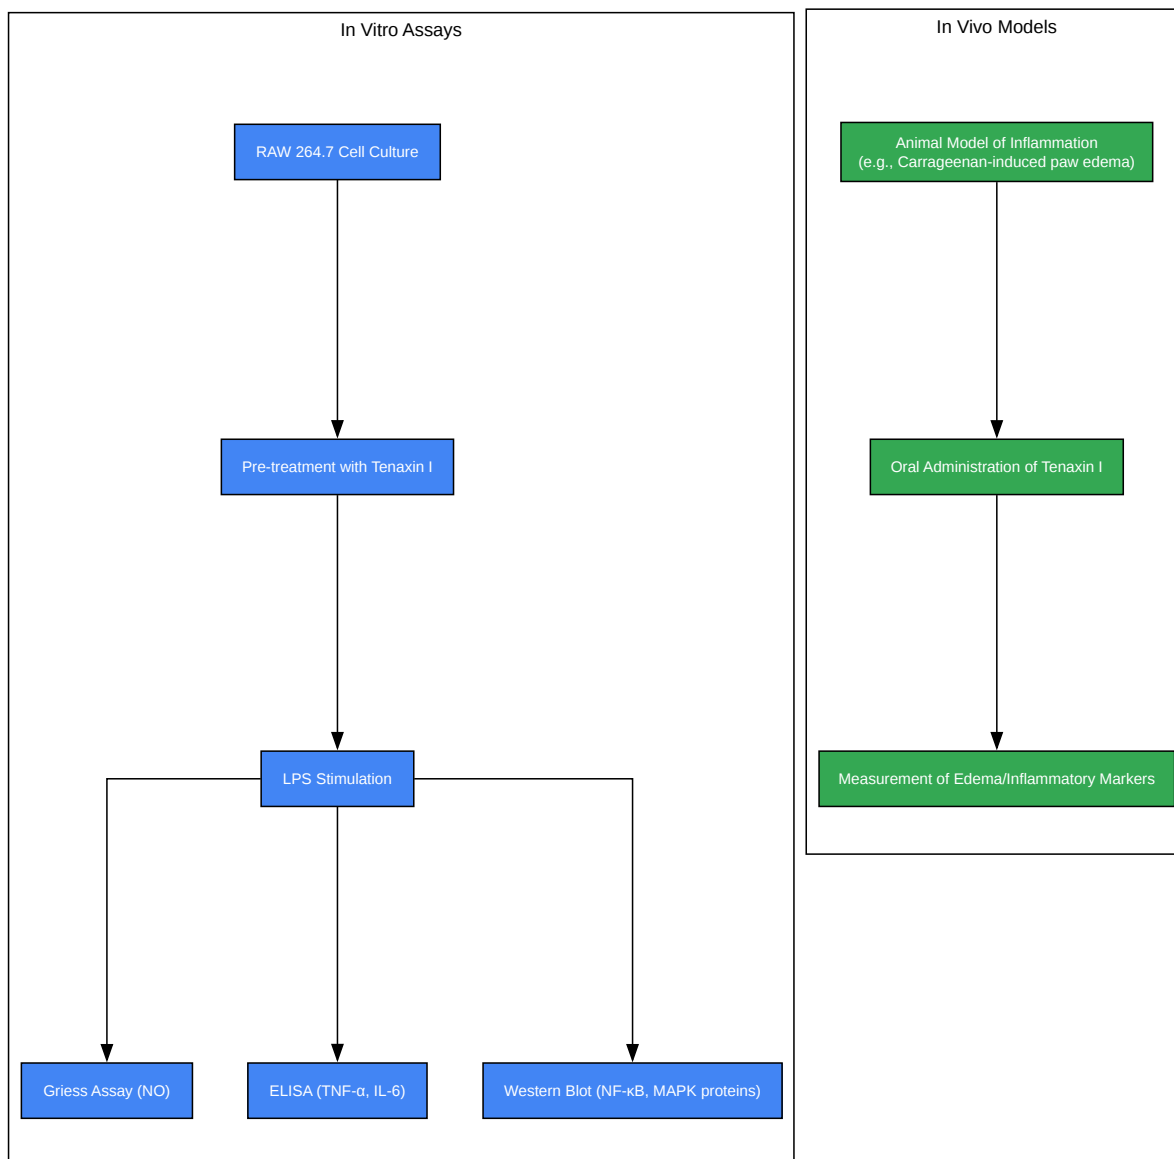 In Vitro Assays
RAW 264.7 Cell Culture
Pre-treatment with Tenaxin I
LPS Stimulation
Griess Assay (NO)
ELISA (TNF-α, IL-6)
Western Blot (NF-κB, MAPK proteins)
In Vivo Models
Animal Model of Inflammation
(e.g., Carrageenan-induced paw edema)
Oral Administration of Tenaxin I
Measurement of Edema/Inflammatory Markers